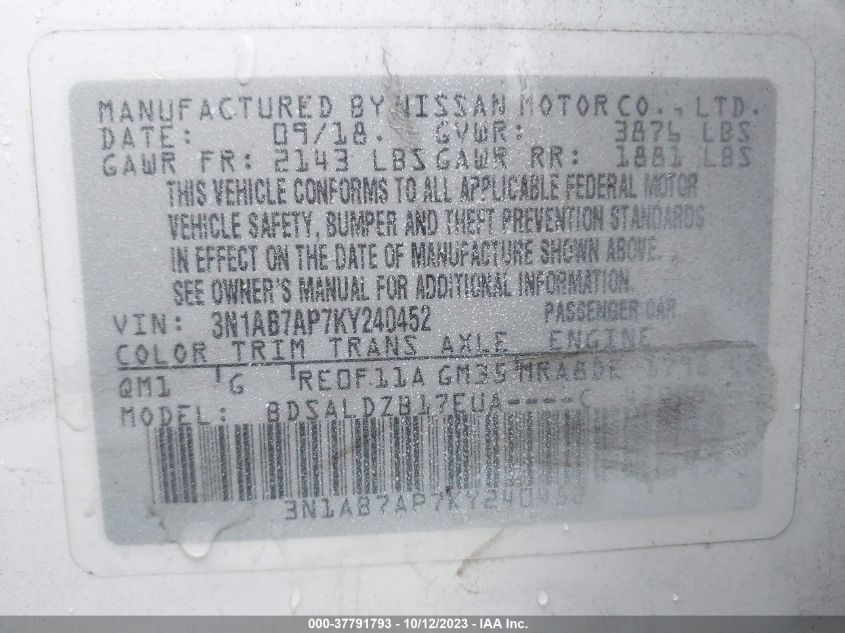 MANUFACTURED BY NISSAN MOTOR CO., LTD.
DATE: 09/18. GVWR: 3876 LBS
GAWR FR: 2143 LBS GAWR RR: 1881 LBS
THIS VEHICLE CONFORMS TO ALL APPLICABLE FEDERAL MOTOR
VEHICLE SAFETY, BUMPER AND THEFT PREVENTION STANDARDS
IN EFFECT ON THE DATE OF MANUFACTURE SHOWN ABOVE.
SEE OWNER'S MANUAL FOR ADDITIONAL INFORMATION.
VIN: 3N1AB7AP7KY240452 PASSENGER CAR
COLOR TRIM TRANS AXLE ENGINE
QM1 G RE0F11A GM35 MRA8DE
MODEL: BDSALDZB17EUA----C
3N1AB7AP7KY240452
000-37791793 - 10/12/2023 - IAA Inc.